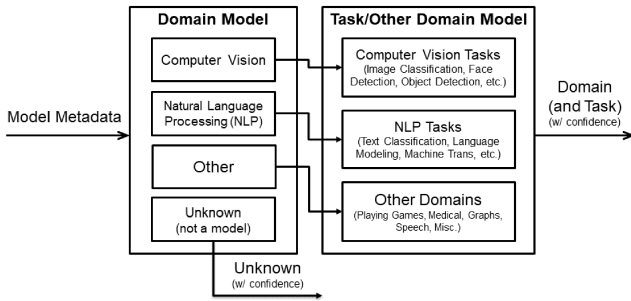 Domain Model
Task/Other Domain Model
Model Metadata
Computer Vision
Natural Language
Processing (NLP)
Other
Unknown
(not a model)
Computer Vision Tasks
(Image Classification, Face
Detection, Object Detection, etc.)
NLP Tasks
(Text Classification, Language
Modeling, Machine Trans, etc.)
Other Domains
(Playing Games, Medical, Graphs,
Speech, Misc.)
Domain
(and Task)
(w/ confidence)
Unknown
(w/ confidence)